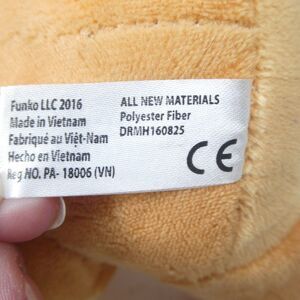 Funko LLC 2016
Made in Vietnam
Fabriqué au Việt-Nam
Hecho en Vietnam
Reg NO. PA- 18006 (VN)
ALL NEW MATERIALS
Polyester Fiber
DRMH160825
CE